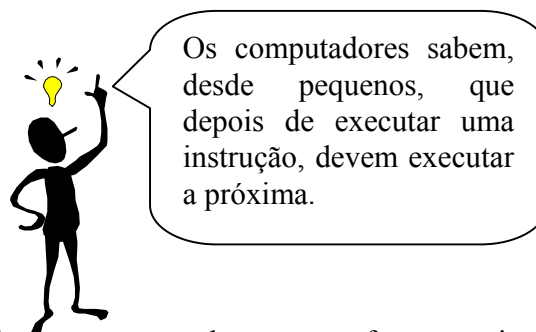 Os computadores sabem,
desde pequenos, que
depois de executar uma
instrução, devem executar
a próxima.